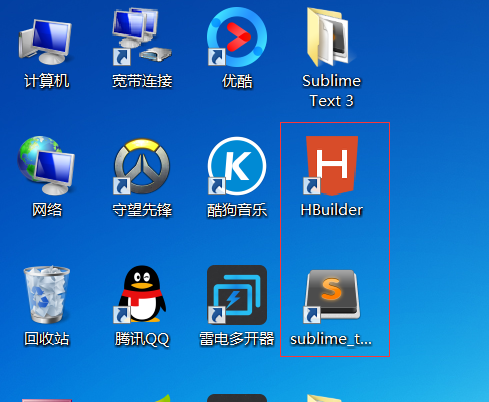 计算机
宽带连接
优酷
Sublime
Text 3
网络
守望先锋
K
酷狗音乐
H
HBuilder
回收站
腾讯QQ
雷电多开器
S
sublime_t...